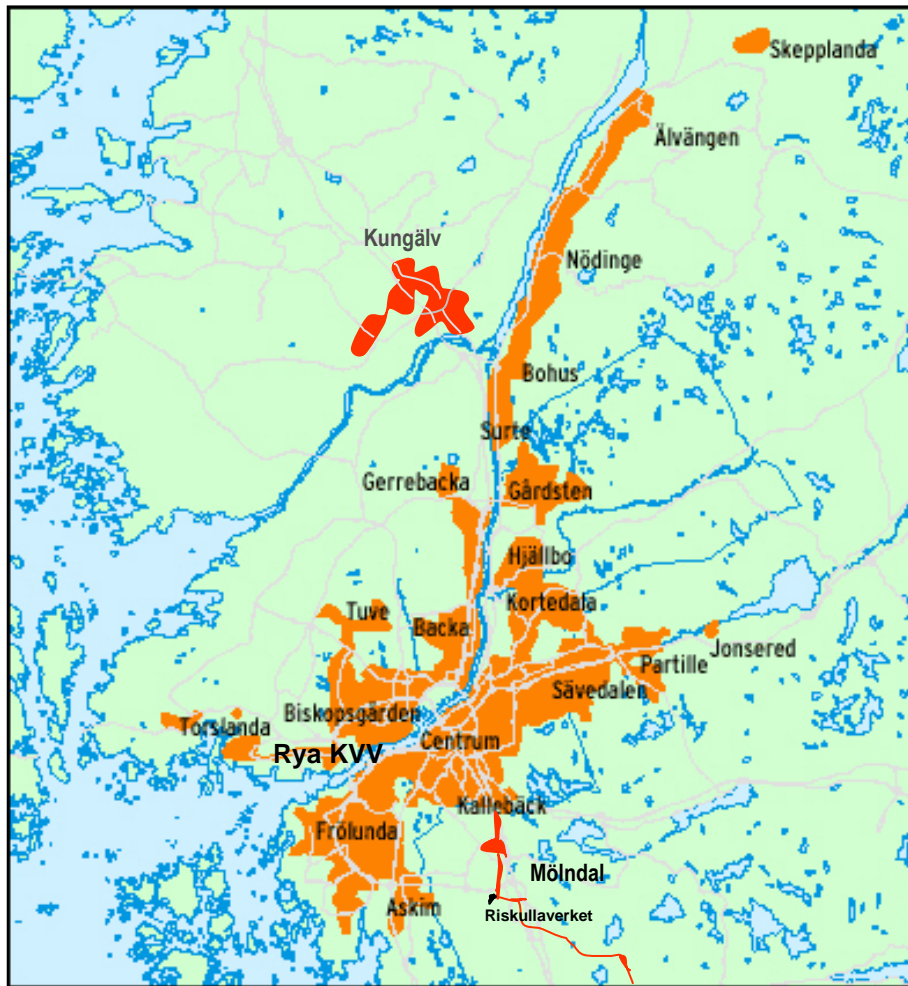 Skepplanda
Älvängen
Kungälv
Nödinge
Bohus
Surte
Gerrebacka
Gårdsten
Hjällbo
Kortedala
Tuve
Backa
Jonsered
Partille
Sävedalen
Biskopsgården
Torslanda
Rya KVV
Centrum
Kallebäck
Frölunda
Mölndal
Askim
Riskullaverket